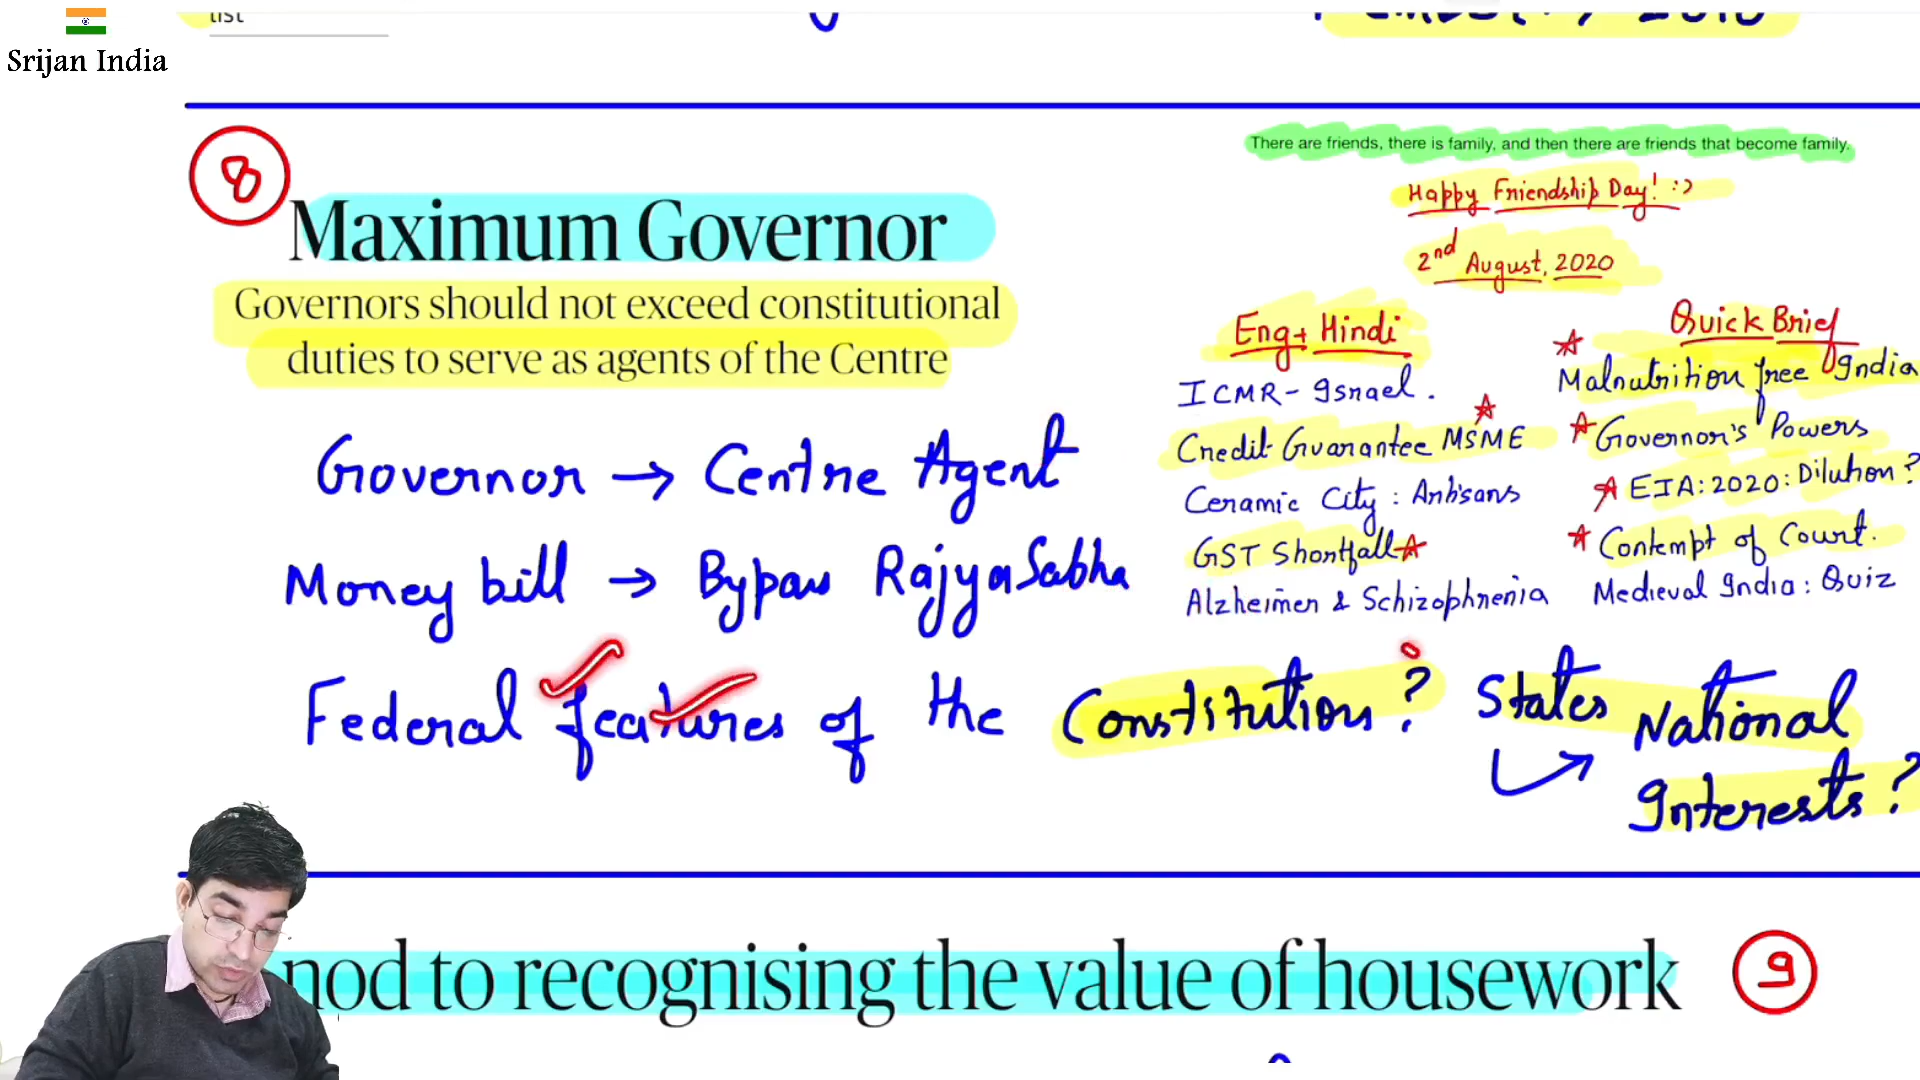 list
Srijan India
8
Maximum Governor
Governors should not exceed constitutional
duties to serve as agents of the Centre
Governor → Centre Agent
Money bill → Bypass RajyaSabha
Federal features of the Constitution? States
National
Interests?
There are friends, there is family, and then there are friends that become family.
Happy Friendship Day! :)
2nd August, 2020
Eng+ Hindi
ICMR - Israel.
Credit Guarantee MSME
Ceramic City: Artisans
GST Shortfall
Alzheimer & Schizophrenia
Quick Brief
Malnutrition free India
Governor's Powers
EIA:2020: Dilution?
Contempt of Court.
Medieval India: Quiz
nod to recognising the value of housework
9